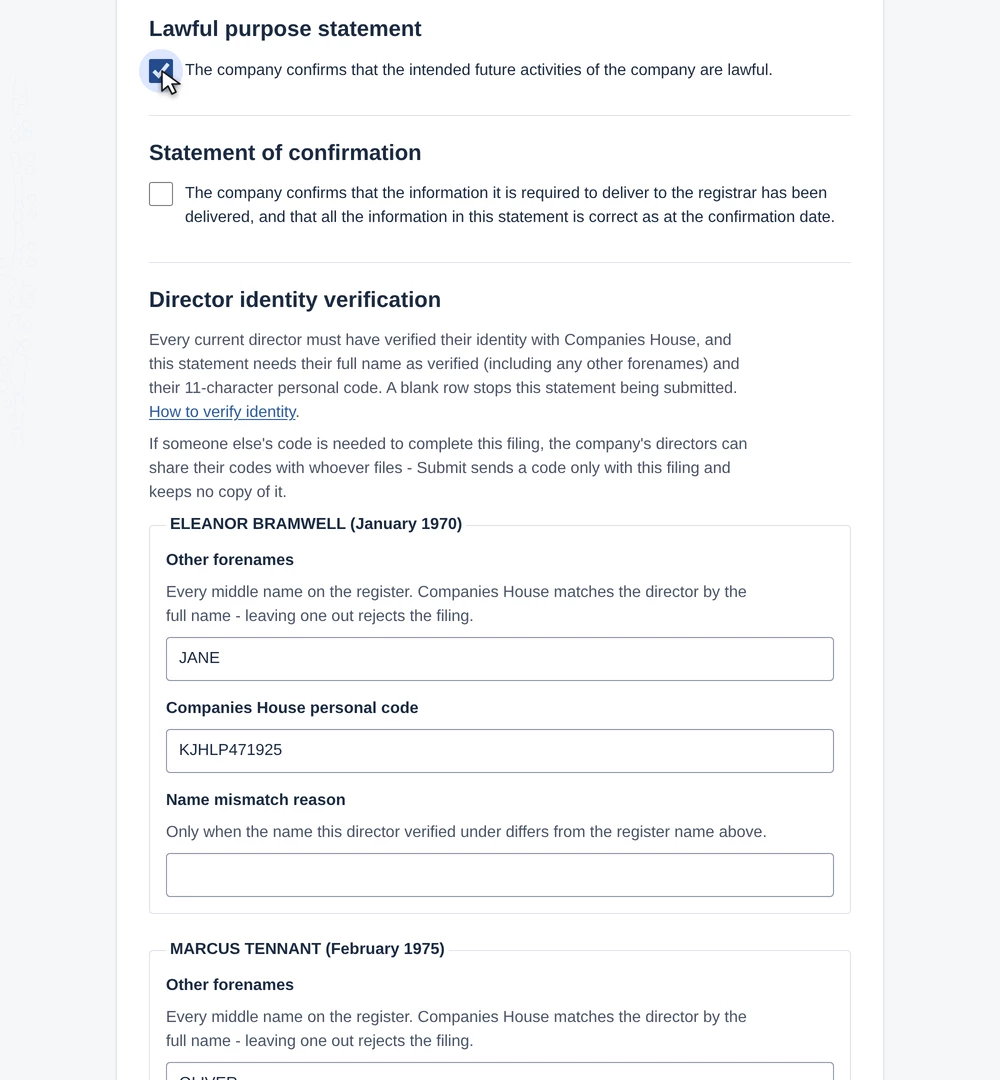 Lawful purpose statement
The company confirms that the intended future activities of the company are lawful.
Statement of confirmation
The company confirms that the information it is required to deliver to the registrar has been
delivered, and that all the information in this statement is correct as at the confirmation date.
Director identity verification
Every current director must have verified their identity with Companies House, and
this statement needs their full name as verified (including any other forenames) and
their 11-character personal code. A blank row stops this statement being submitted.
How to verify identity.
If someone else's code is needed to complete this filing, the company's directors can
share their codes with whoever files - Submit sends a code only with this filing and
keeps no copy of it.
ELEANOR BRAMWELL (January 1970)
Other forenames
Every middle name on the register. Companies House matches the director by the
full name - leaving one out rejects the filing.
JANE
Companies House personal code
KJHLP471925
Name mismatch reason
Only when the name this director verified under differs from the register name above.
MARCUS TENNANT (February 1975)
Other forenames
Every middle name on the register. Companies House matches the director by the
full name - leaving one out rejects the filing.
OLIVER